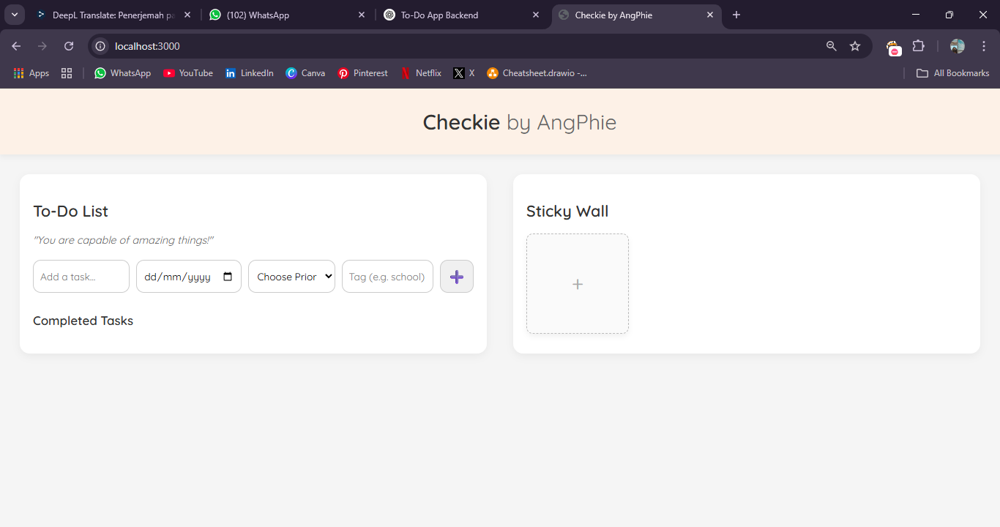 DeepL Translate: Penerjemah pa
(102) WhatsApp
To-Do App Backend
Checkie by AngPhie
localhost:3000
Apps
WhatsApp
YouTube
LinkedIn
Canva
Pinterest
Netflix
X
Cheatsheet.drawio -...
All Bookmarks
Checkie by AngPhie
To-Do List
"You are capable of amazing things!"
Add a task...
dd/mm/yyyy
Choose Prior
Tag (e.g. school)
Completed Tasks
Sticky Wall
+